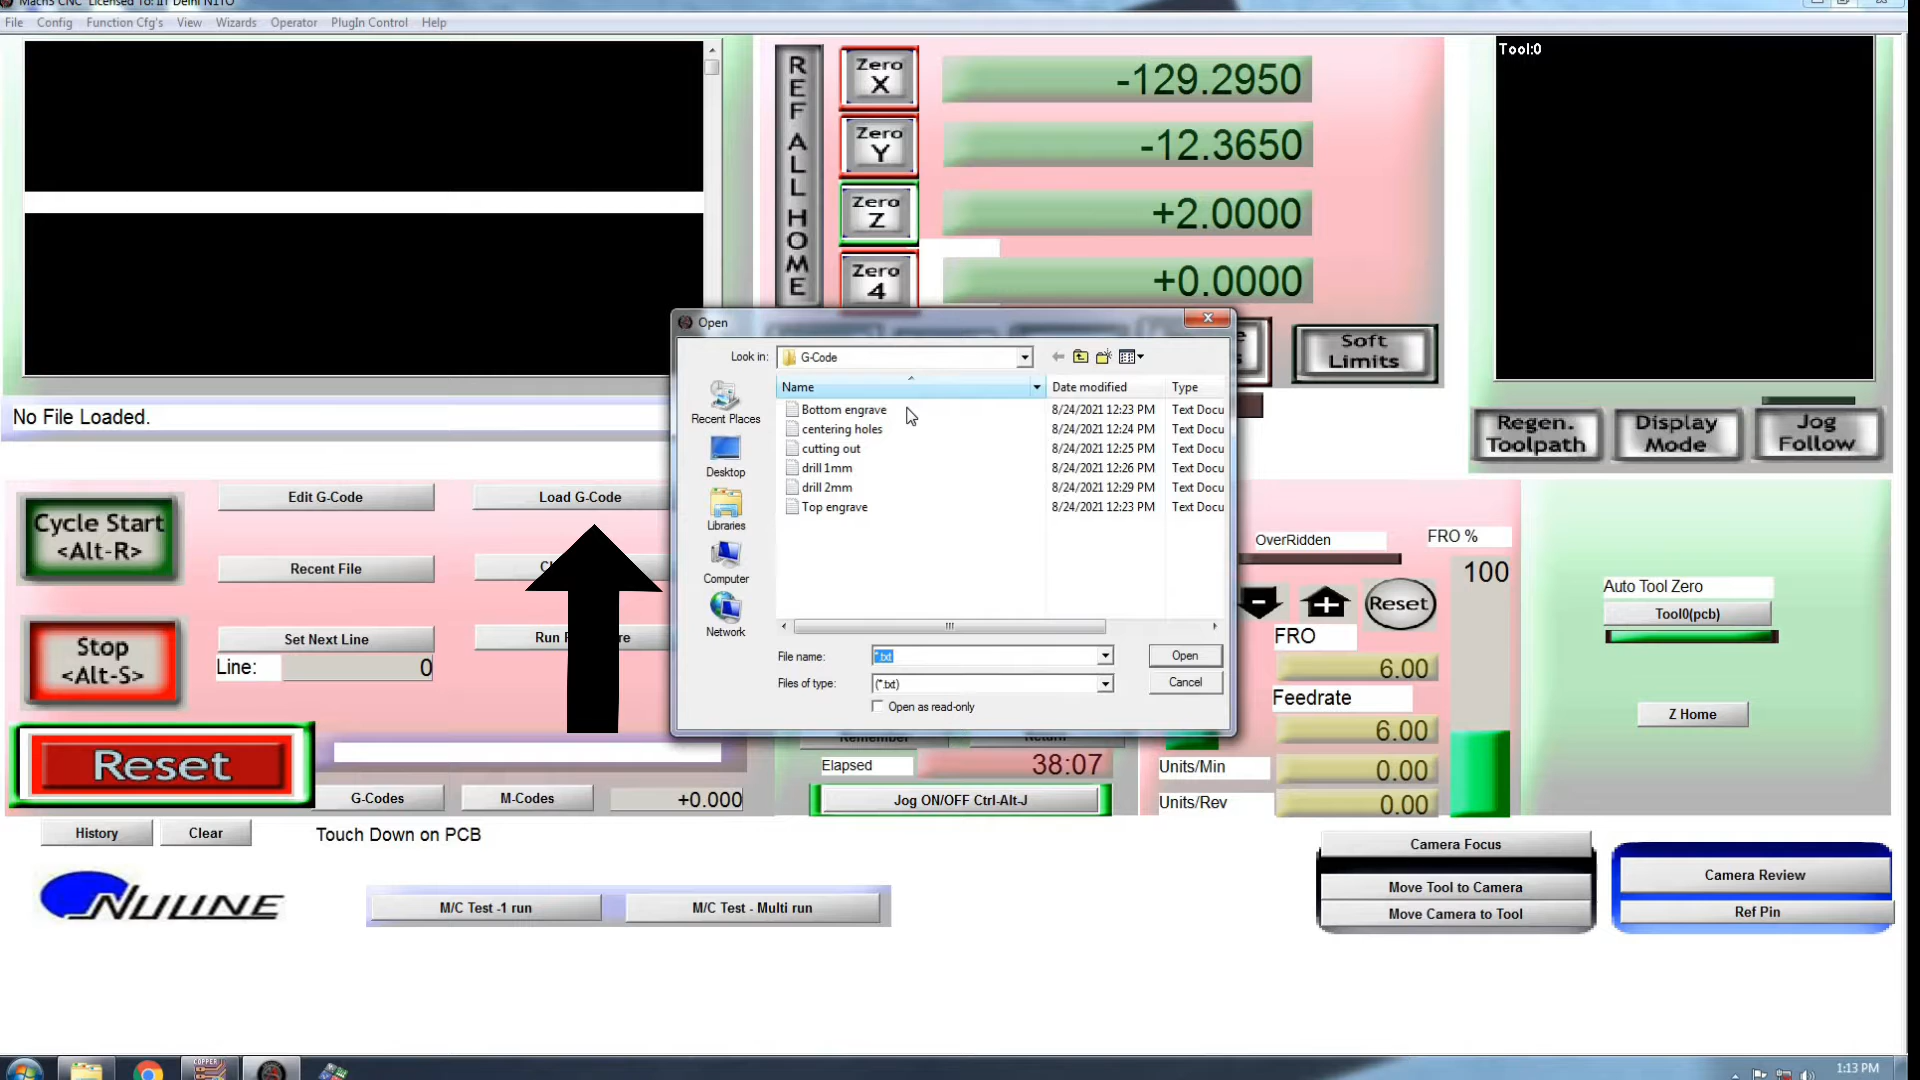 Mach3 CNC Licensed To: IIT Delhi N1TO
File Config Function Cfg's View Wizards Operator PlugIn Control Help
REF ALL HOME
Zero X
-129.2950
Zero Y
-12.3650
Zero Z
+2.0000
Zero 4
+0.0000
Tool:0
Soft Limits
Open
Look in: G-Code
Name Date modified Type
Bottom engrave 8/24/2021 12:23 PM Text Docu
centering holes 8/24/2021 12:24 PM Text Docu
cutting out 8/24/2021 12:25 PM Text Docu
drill 1mm 8/24/2021 12:26 PM Text Docu
drill 2mm 8/24/2021 12:29 PM Text Docu
Top engrave 8/24/2021 12:23 PM Text Docu
Recent Places
Desktop
Libraries
Computer
Network
File name: *.txt Open
Files of type: (*.txt) Cancel
Open as read-only
No File Loaded.
Regen. Toolpath
Display Mode
Jog Follow
Cycle Start <Alt-R>
Edit G-Code
Load G-Code
Recent File
Set Next Line
Run
Line: 0
Stop <Alt-S>
Reset
G-Codes
M-Codes
+0.000
OverRidden
FRO %
100
Reset
FRO
6.00
Feedrate
6.00
Units/Min
0.00
Units/Rev
0.00
Auto Tool Zero
Tool0(pcb)
Z Home
Remember
Return
Elapsed 38:07
Jog ON/OFF Ctrl-Alt-J
History
Clear
Touch Down on PCB
NULINE
M/C Test -1 run
M/C Test - Multi run
Camera Focus
Move Tool to Camera
Move Camera to Tool
Camera Review
Ref Pin
COPPER
1:13 PM